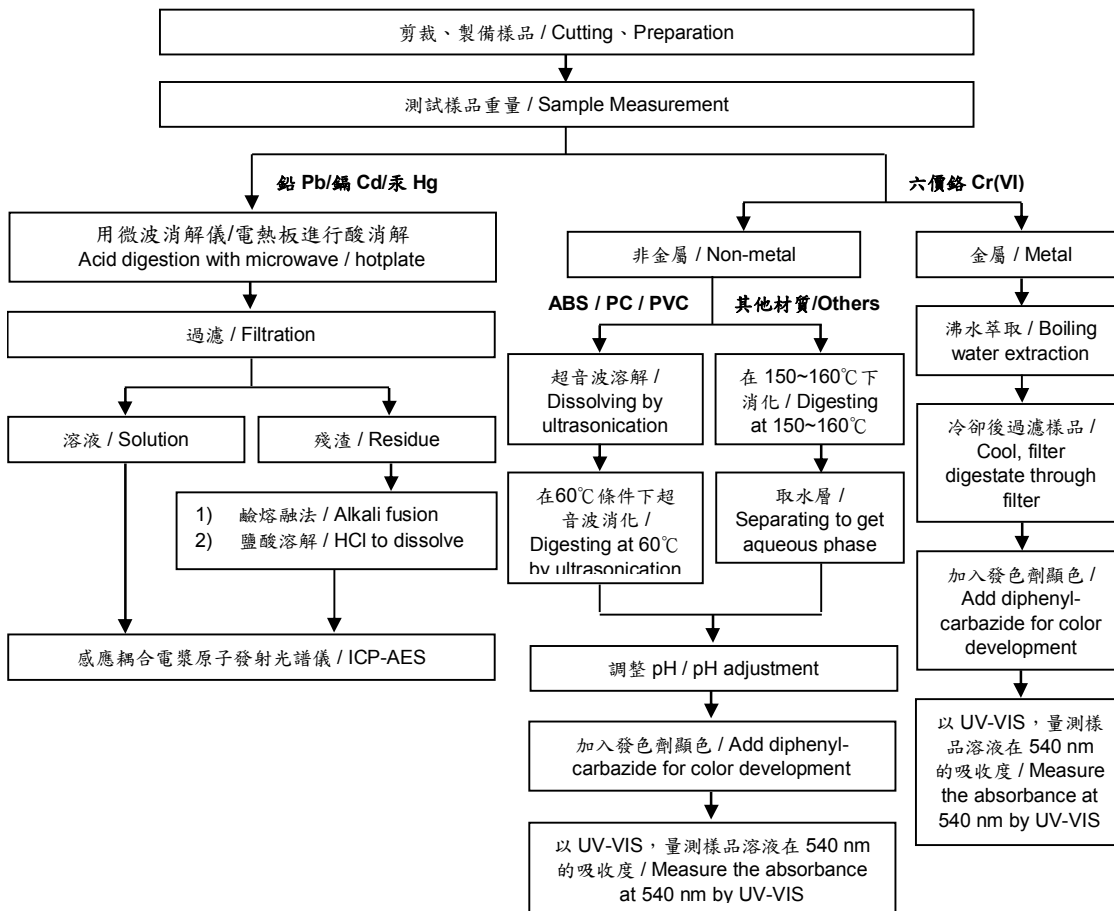 剪裁、製備樣品 / Cutting、Preparation
測試樣品重量 / Sample Measurement
鉛 Pb/鎘 Cd/汞 Hg
六價鉻 Cr(VI)
用微波消解儀/電熱板進行酸消解
Acid digestion with microwave / hotplate
非金屬 / Non-metal
金屬 / Metal
ABS / PC / PVC
其他材質/Others
過濾 / Filtration
沸水萃取 / Boiling
water extraction
超音波溶解 /
Dissolving by
ultrasonication
在 150~160℃下
消化 / Digesting
at 150~160℃
溶液 / Solution
殘渣 / Residue
冷卻後過濾樣品 /
Cool, filter
digestate through
filter
1) 鹼熔融法 / Alkali fusion
2) 鹽酸溶解 / HCl to dissolve
在60℃條件下超
音波消化 /
Digesting at 60℃
by ultrasonication
取水層 /
Separating to get
aqueous phase
加入發色劑顯色 /
Add diphenyl-
carbazide for color
development
感應耦合電漿原子發射光譜儀 / ICP-AES
調整 pH / pH adjustment
加入發色劑顯色 / Add diphenyl-
carbazide for color development
以 UV-VIS，量測樣
品溶液在 540 nm
的吸收度 / Measure
the absorbance at
540 nm by UV-VIS
以 UV-VIS，量測樣品溶液在 540 nm
的吸收度 / Measure the absorbance
at 540 nm by UV-VIS